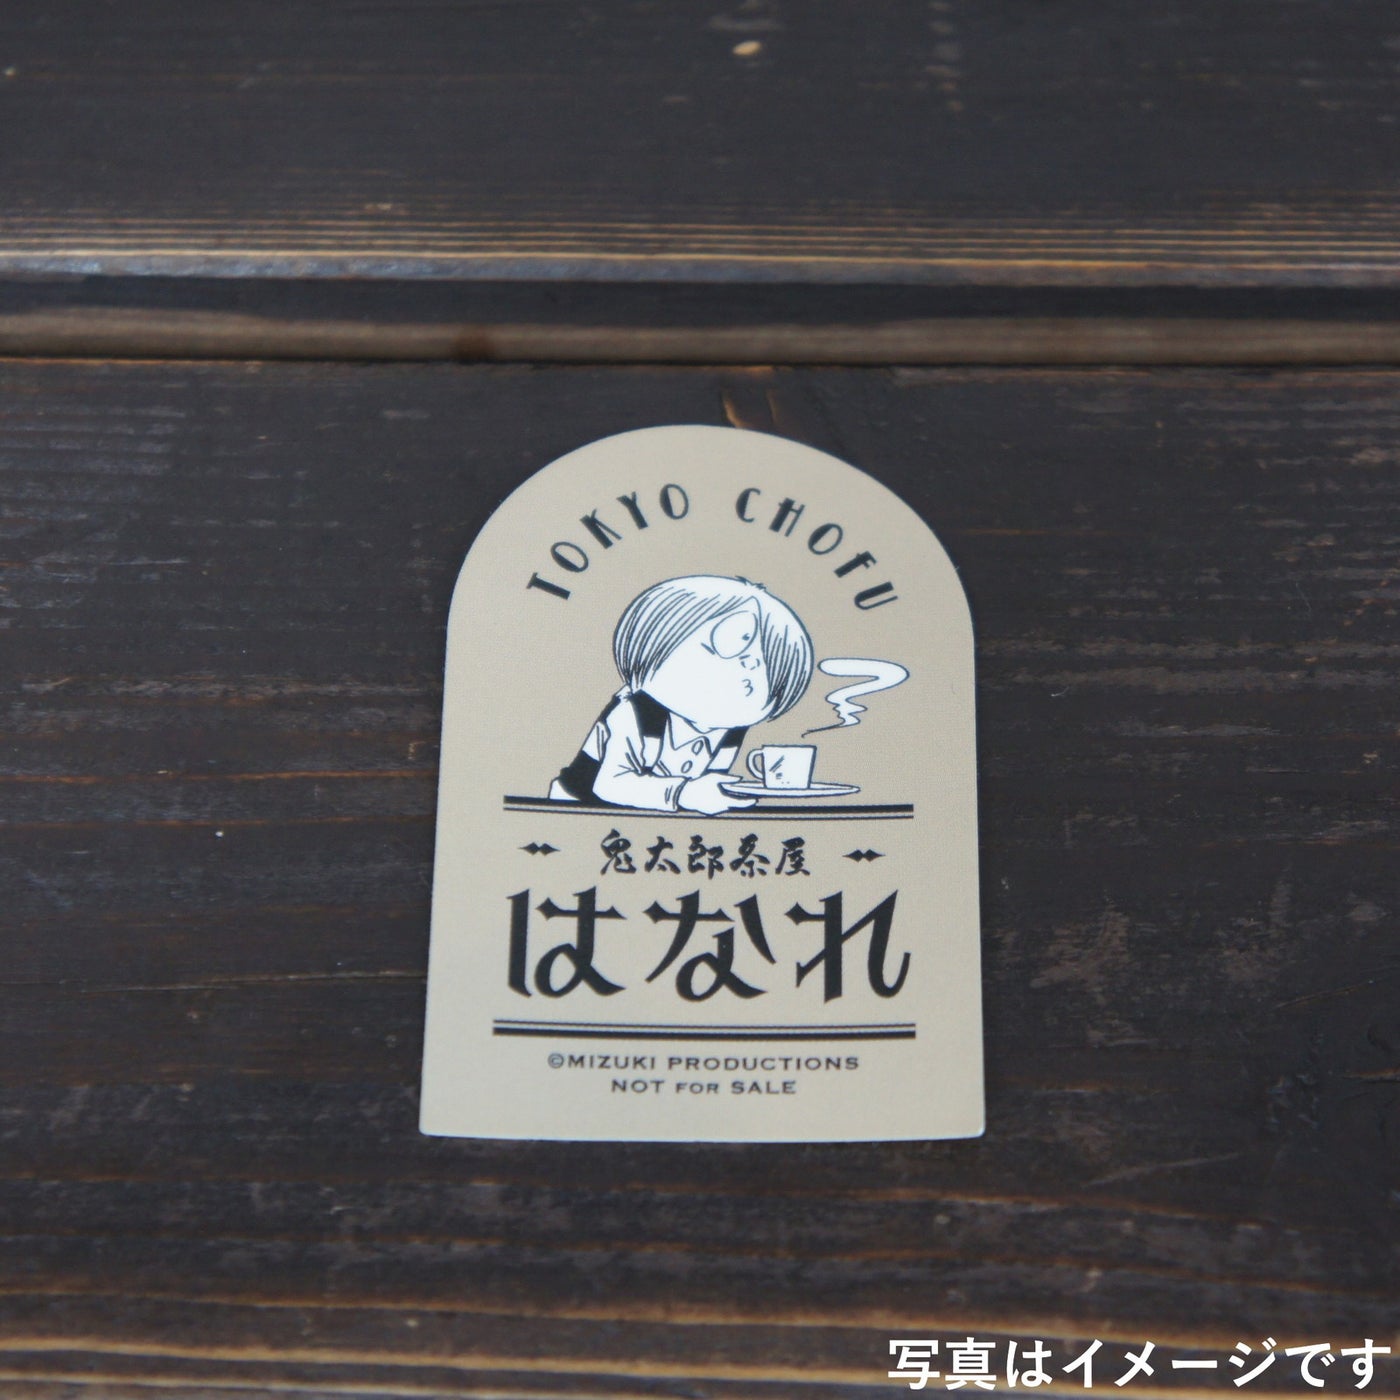 TOKYO CHOFU
鬼太郎茶屋
はなれ
©MIZUKI PRODUCTIONS
NOT FOR SALE
写真はイメージです